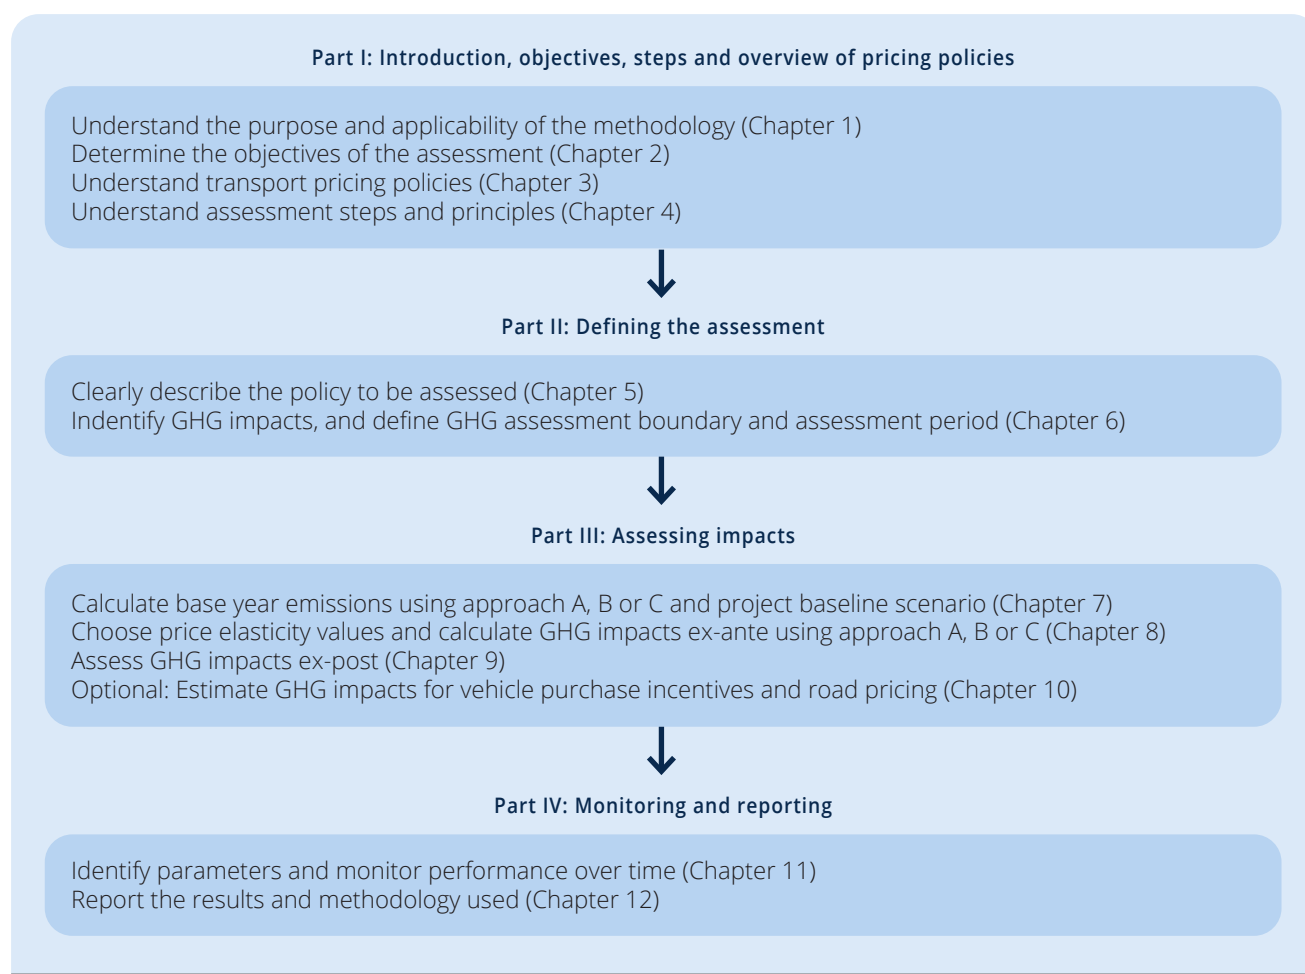 Part I: Introduction, objectives, steps and overview of pricing policies
Understand the purpose and applicability of the methodology (Chapter 1)
Determine the objectives of the assessment (Chapter 2)
Understand transport pricing policies (Chapter 3)
Understand assessment steps and principles (Chapter 4)
Part II: Defining the assessment
Clearly describe the policy to be assessed (Chapter 5)
Indentify GHG impacts, and define GHG assessment boundary and assessment period (Chapter 6)
Part III: Assessing impacts
Calculate base year emissions using approach A, B or C and project baseline scenario (Chapter 7)
Choose price elasticity values and calculate GHG impacts ex-ante using approach A, B or C (Chapter 8)
Assess GHG impacts ex-post (Chapter 9)
Optional: Estimate GHG impacts for vehicle purchase incentives and road pricing (Chapter 10)
Part IV: Monitoring and reporting
Identify parameters and monitor performance over time (Chapter 11)
Report the results and methodology used (Chapter 12)